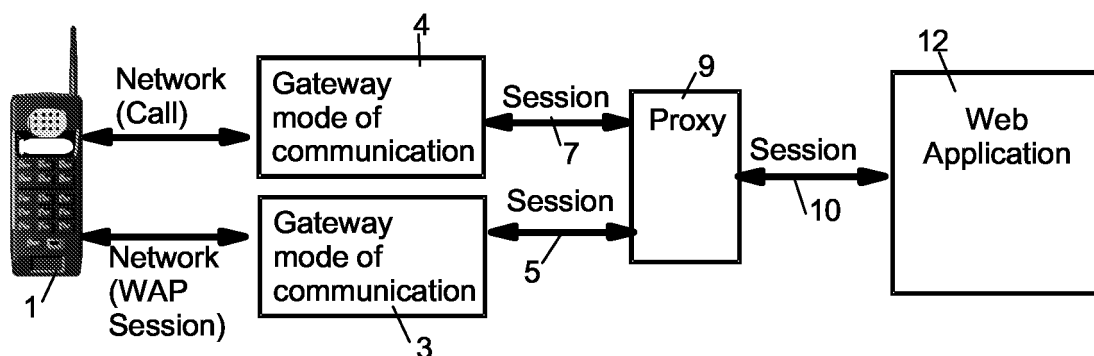 4
12
9
Network
(Call)
Gateway
mode of
communication
Session
7
Proxy
Session
10
Web
Application
Network
(WAP
Session)
1
Gateway
mode of
communication
3
Session
5